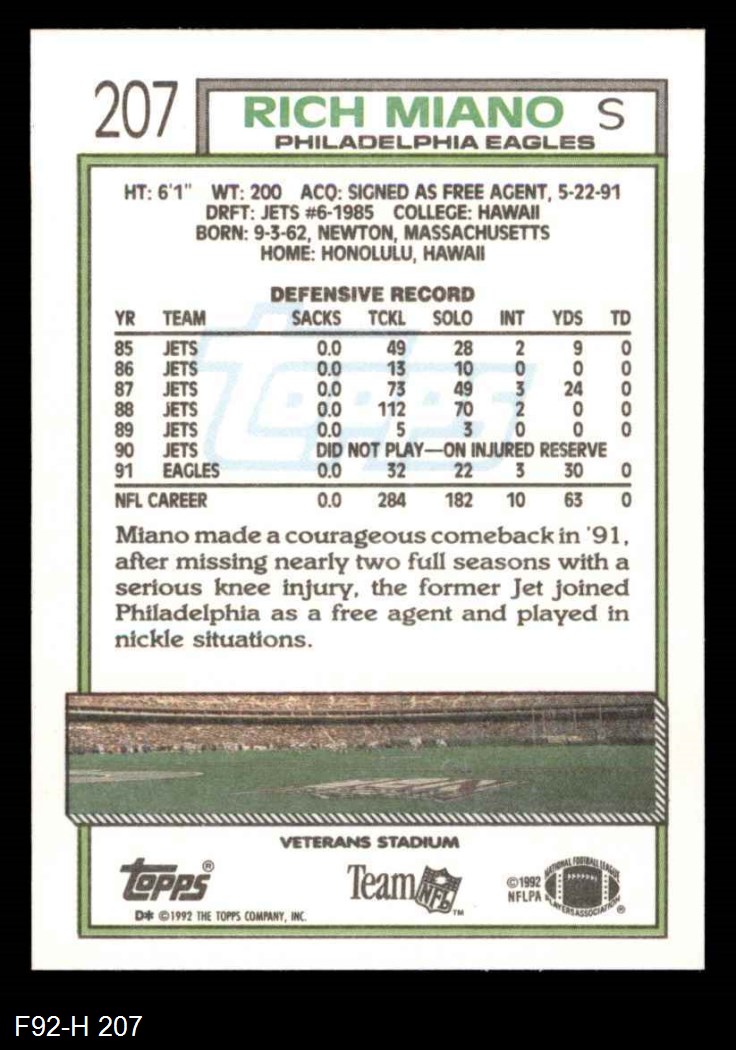 207
RICH MIANO S
PHILADELPHIA EAGLES
HT: 6'1" WT: 200 ACQ: SIGNED AS FREE AGENT, 5-22-91
DRFT: JETS #6-1985 COLLEGE: HAWAII
BORN: 9-3-62, NEWTON, MASSACHUSETTS
HOME: HONOLULU, HAWAII
DEFENSIVE RECORD
YR TEAM SACKS TCKL SOLO INT YDS TD
85 JETS 0.0 49 28 2 9 0
86 JETS 0.0 13 10 0 0 0
87 JETS 0.0 73 49 3 24 0
88 JETS 0.0 112 70 2 0 0
89 JETS 0.0 5 3 0 0 0
90 JETS DID NOT PLAY—ON INJURED RESERVE
91 EAGLES 0.0 32 22 3 30 0
NFL CAREER 0.0 284 182 10 63 0
Topps
Miano made a courageous comeback in '91,
after missing nearly two full seasons with a
serious knee injury, the former Jet joined
Philadelphia as a free agent and played in
nickle situations.
VETERANS STADIUM
Topps®
D* ©1992 THE TOPPS COMPANY, INC.
Team NFL™
©1992
NFLPA
NATIONAL FOOTBALL LEAGUE
PLAYERS ASSOCIATION®
F92-H 207